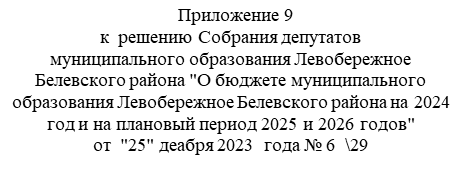 Приложение 9
к решению Собрания депутатов
муниципального образования Левобережное
Белевского района "О бюджете муниципального
образования Левобережное Белевского района на 2024
год и на плановый период 2025 и 2026 годов"
от "25" деабря 2023 года № 6 \29